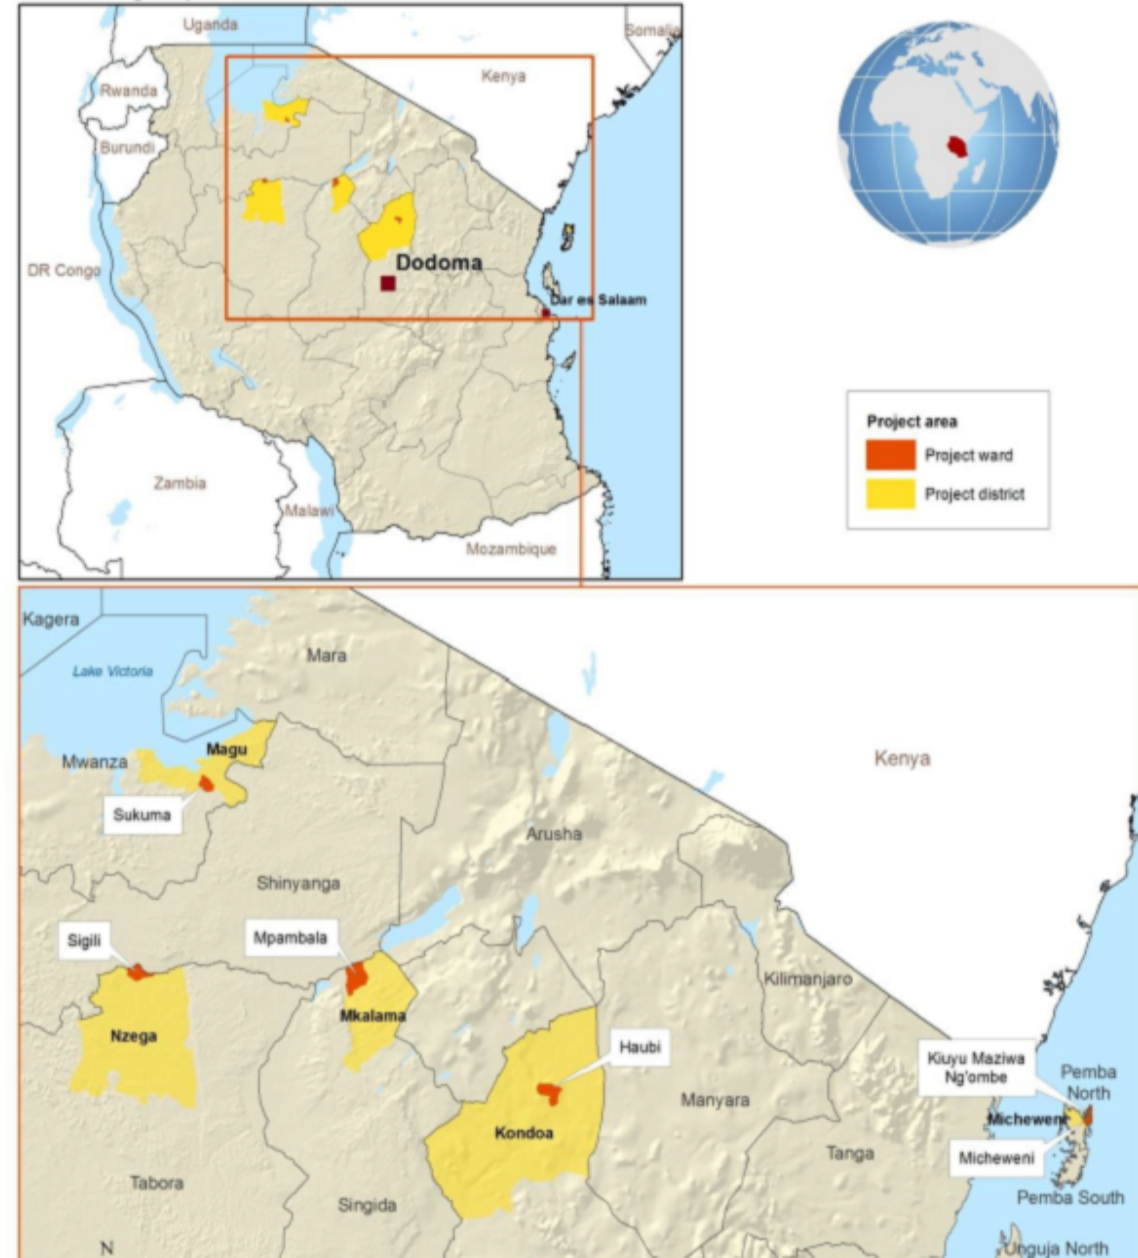 Uganda
Somalia
Kenya
Rwanda
Burundi
DR Congo
Dodoma
Dar es Salaam
Zambia
Malawi
Mozambique
Project area
Project ward
Project district
Kagera
Lake Victoria
Mara
Mwanza
Magu
Sukuma
Kenya
Arusha
Shinyanga
Sigili
Mpambala
Kilimanjaro
Nzega
Mkalama
Haubi
Kiuyu Maziwa
Ng'ombe
Pemba
North
Manyara
Micheweni
Kondoa
Tanga
Micheweni
Tabora
Singida
Pemba South
N
Unguja North